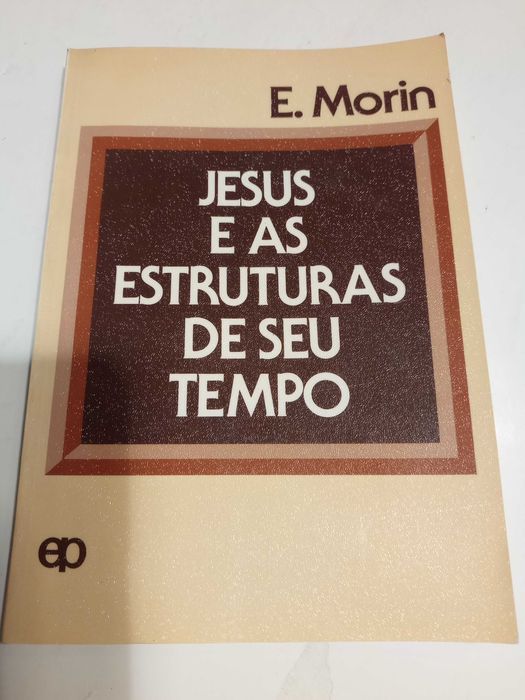 E. Morin
JESUS
E AS
ESTRUTURAS
DE SEU
TEMPO
ep